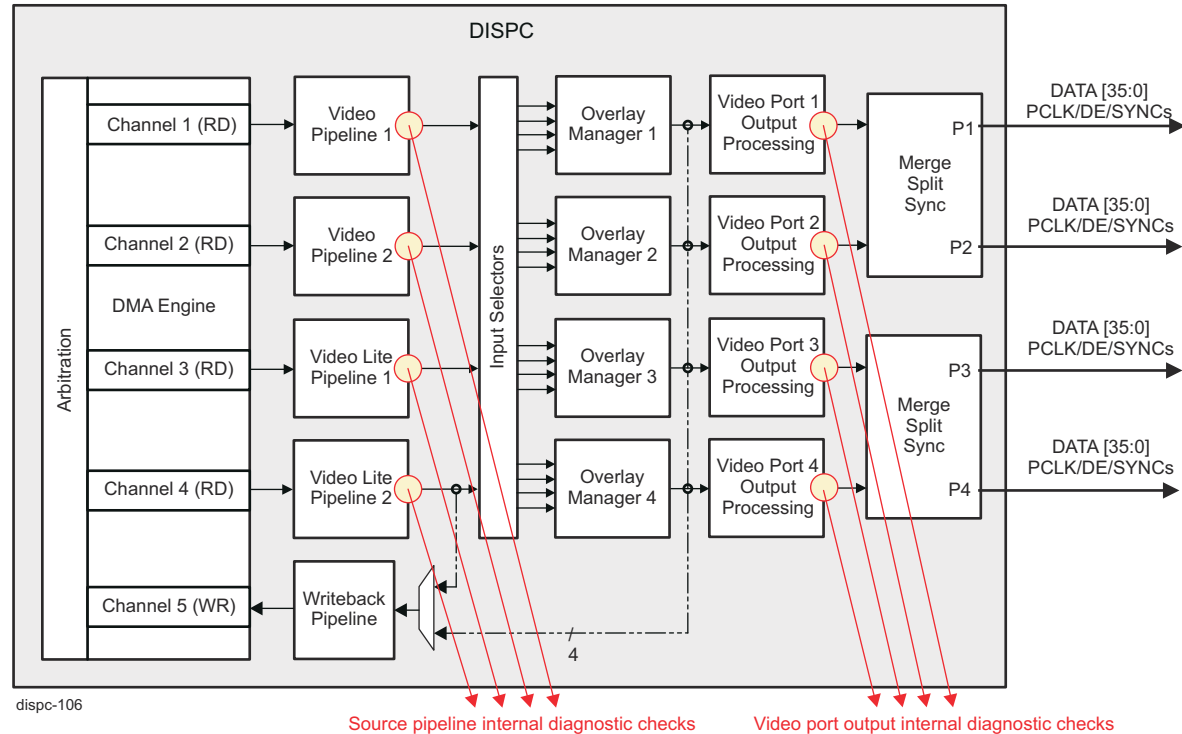 DISPC
Arbitration
Channel 1 (RD)
Channel 2 (RD)
DMA Engine
Channel 3 (RD)
Channel 4 (RD)
Channel 5 (WR)
Video
Pipeline 1
Video
Pipeline 2
Video Lite
Pipeline 1
Video Lite
Pipeline 2
Writeback
Pipeline
Input Selectors
Overlay
Manager 1
Overlay
Manager 2
Overlay
Manager 3
Overlay
Manager 4
4
Video Port 1
Output
Processing
Video Port 2
Output
Processing
Video Port 3
Output
Processing
Video Port 4
Output
Processing
P1
Merge
Split
Sync
P2
P3
Merge
Split
Sync
P4
DATA [35:0]
PCLK/DE/SYNCs
DATA [35:0]
PCLK/DE/SYNCs
DATA [35:0]
PCLK/DE/SYNCs
DATA [35:0]
PCLK/DE/SYNCs
dispc-106
Source pipeline internal diagnostic checks
Video port output internal diagnostic checks